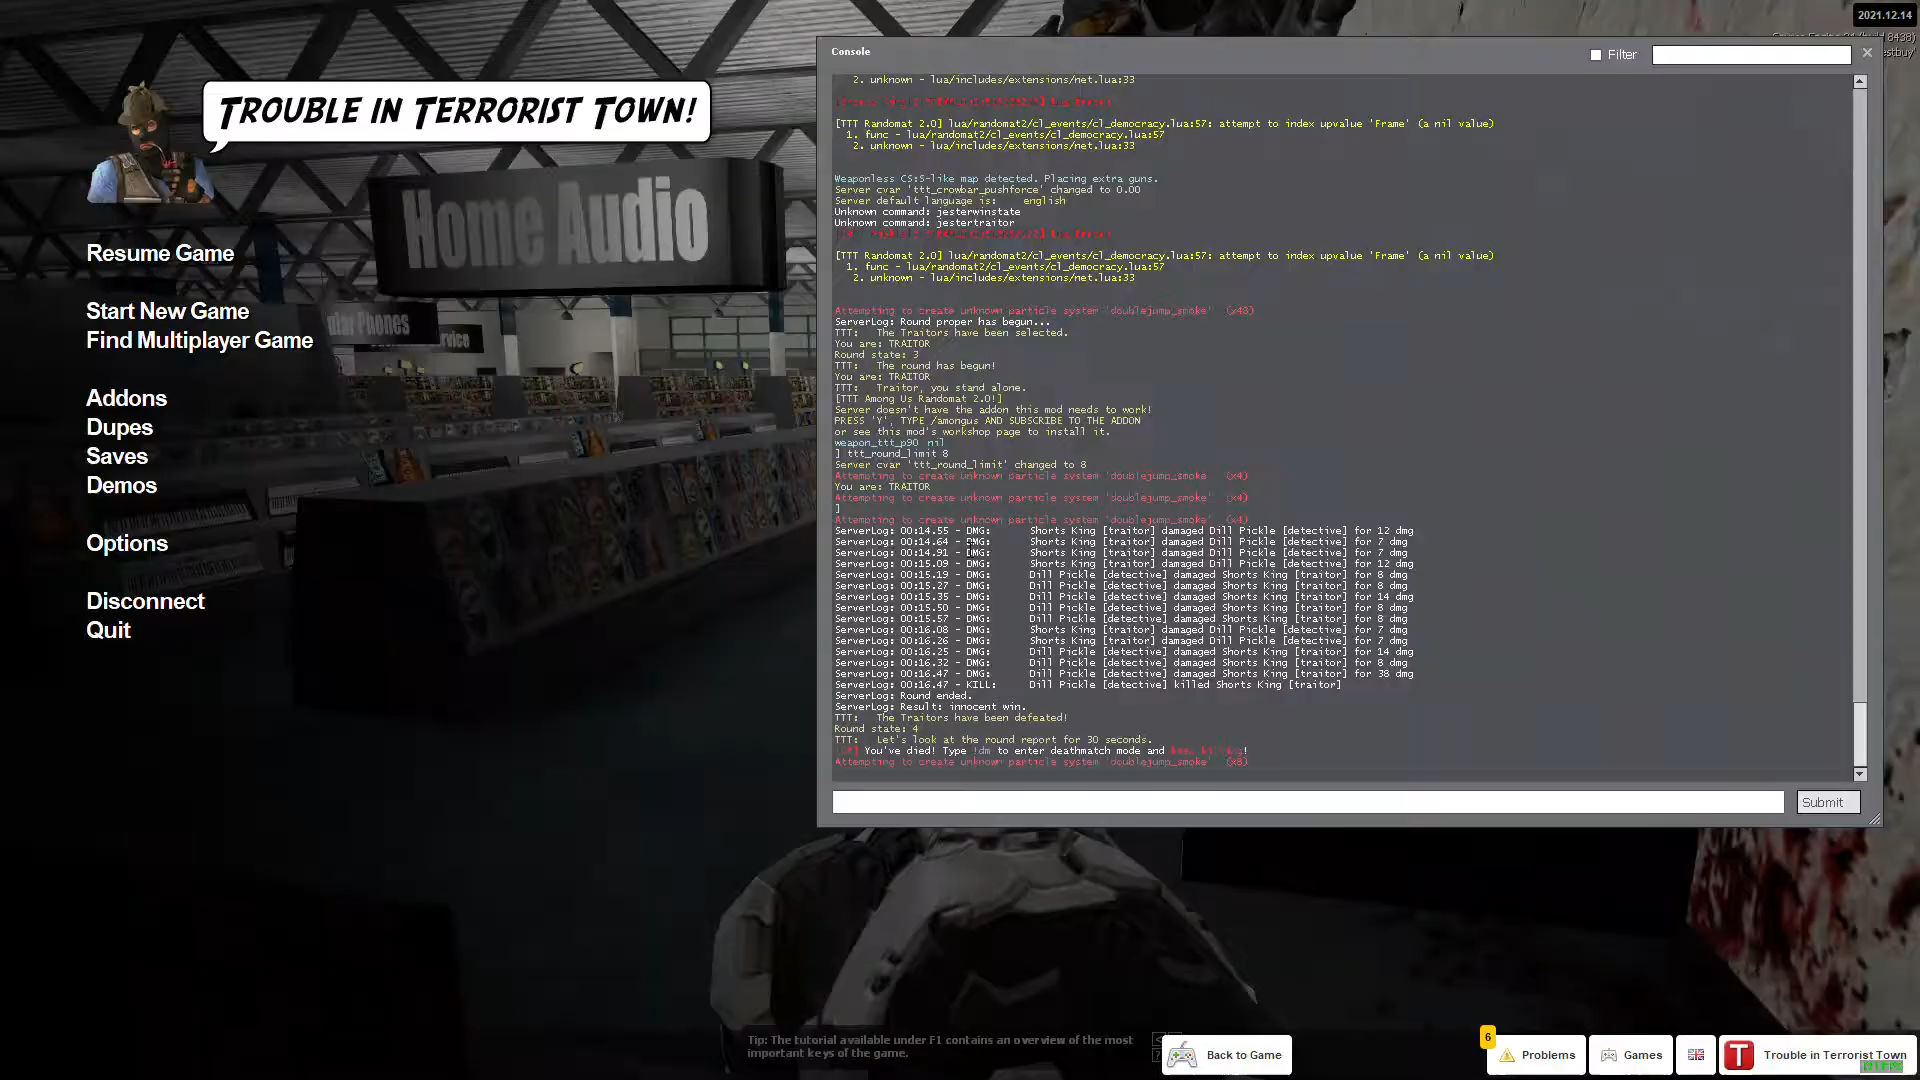 2021.12.14
Console
Filter
TROUBLE IN TERRORIST TOWN!
Home Audio
Phones
Resume Game
Start New Game
Find Multiplayer Game
Addons
Dupes
Saves
Demos
Options
Disconnect
Quit
2. unknown - lua/includes/extensions/net.lua:33
[TTT Randomat 2.0] lua/randomat2/cl_events/cl_democracy.lua:57: attempt to index upvalue 'Frame' (a nil value)
1. func - lua/randomat2/cl_events/cl_democracy.lua:57
2. unknown - lua/includes/extensions/net.lua:33
Weaponless CS:S-like map detected. Placing extra guns.
Server cvar 'ttt_crowbar_pushforce' changed to 0.00
Server default language is: english
Unknown command: jesterwinstate
Unknown command: jestertraitor
[TTT Randomat 2.0] lua/randomat2/cl_events/cl_democracy.lua:57: attempt to index upvalue 'Frame' (a nil value)
1. func - lua/randomat2/cl_events/cl_democracy.lua:57
2. unknown - lua/includes/extensions/net.lua:33
Attempting to create unknown particle system 'doublejump_smoke' (x43)
ServerLog: Round proper has begun...
TTT: The Traitors have been selected.
You are: TRAITOR
Round state: 3
TTT: The round has begun!
You are: TRAITOR
TTT: Traitor, you stand alone.
[TTT Among Us Randomat 2.0!]
Server doesn't have the addon this mod needs to work!
PRESS 'Y', TYPE /amongus AND SUBSCRIBE TO THE ADDON
or see this mod's workshop page to install it.
weapon_ttt_p90 nil
] ttt_round_limit 8
Server cvar 'ttt_round_limit' changed to 8
Attempting to create unknown particle system 'doublejump_smoke' (x4)
You are: TRAITOR
Attempting to create unknown particle system 'doublejump_smoke' (x4)
]
Attempting to create unknown particle system 'doublejump_smoke' (x4)
ServerLog: 00:14.55 - DMG: Shorts King [traitor] damaged Dill Pickle [detective] for 12 dmg
ServerLog: 00:14.64 - DMG: Shorts King [traitor] damaged Dill Pickle [detective] for 7 dmg
ServerLog: 00:14.91 - DMG: Shorts King [traitor] damaged Dill Pickle [detective] for 7 dmg
ServerLog: 00:15.09 - DMG: Shorts King [traitor] damaged Dill Pickle [detective] for 12 dmg
ServerLog: 00:15.19 - DMG: Dill Pickle [detective] damaged Shorts King [traitor] for 8 dmg
ServerLog: 00:15.27 - DMG: Dill Pickle [detective] damaged Shorts King [traitor] for 8 dmg
ServerLog: 00:15.35 - DMG: Dill Pickle [detective] damaged Shorts King [traitor] for 14 dmg
ServerLog: 00:15.50 - DMG: Dill Pickle [detective] damaged Shorts King [traitor] for 8 dmg
ServerLog: 00:15.57 - DMG: Dill Pickle [detective] damaged Shorts King [traitor] for 8 dmg
ServerLog: 00:16.08 - DMG: Shorts King [traitor] damaged Dill Pickle [detective] for 7 dmg
ServerLog: 00:16.26 - DMG: Shorts King [traitor] damaged Dill Pickle [detective] for 7 dmg
ServerLog: 00:16.25 - DMG: Dill Pickle [detective] damaged Shorts King [traitor] for 14 dmg
ServerLog: 00:16.32 - DMG: Dill Pickle [detective] damaged Shorts King [traitor] for 8 dmg
ServerLog: 00:16.47 - DMG: Dill Pickle [detective] damaged Shorts King [traitor] for 38 dmg
ServerLog: 00:16.47 - KILL: Dill Pickle [detective] killed Shorts King [traitor]
ServerLog: Round ended.
ServerLog: Result: innocent win.
TTT: The Traitors have been defeated!
Round state: 4
TTT: Let's look at the round report for 30 seconds.
You've died! Type !dm to enter deathmatch mode and
Attempting to create unknown particle system 'doublejump_smoke' (x8)
Submit
Tip: The tutorial available under F1 contains an overview of the most
important keys of the game.
Back to Game
6
Problems
Games
T
Trouble in Terrorist Town